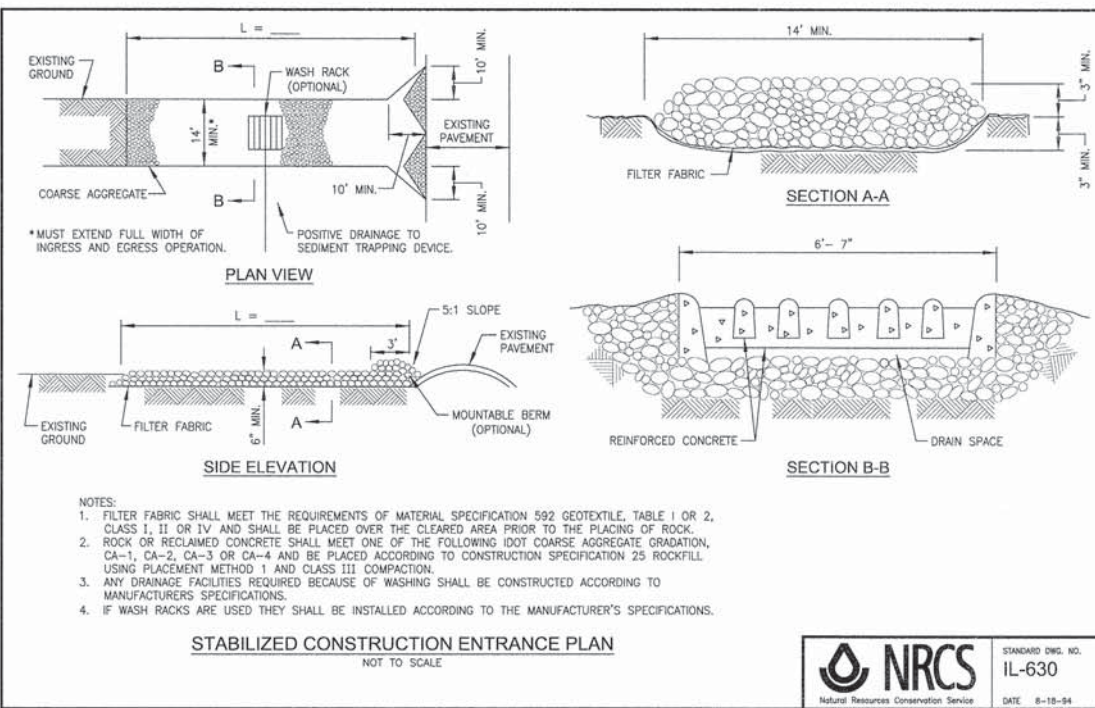 L = ____
EXISTING
GROUND
B
WASH RACK
(OPTIONAL)
10' MIN.
14'
MIN.*
EXISTING
PAVEMENT
COARSE AGGREGATE
B
10' MIN.
10' MIN.
* MUST EXTEND FULL WIDTH OF
INGRESS AND EGRESS OPERATION.
POSITIVE DRAINAGE TO
SEDIMENT TRAPPING DEVICE.
PLAN VIEW
14' MIN.
3" MIN.
FILTER FABRIC
3" MIN.
SECTION A-A
L = ____
A
5:1 SLOPE
3'
EXISTING
PAVEMENT
EXISTING
GROUND
FILTER FABRIC
6" MIN.
A
MOUNTABLE BERM
(OPTIONAL)
SIDE ELEVATION
6'- 7"
REINFORCED CONCRETE
DRAIN SPACE
SECTION B-B
NOTES:
1. FILTER FABRIC SHALL MEET THE REQUIREMENTS OF MATERIAL SPECIFICATION 592 GEOTEXTILE, TABLE I OR 2,
CLASS I, II OR IV AND SHALL BE PLACED OVER THE CLEARED AREA PRIOR TO THE PLACING OF ROCK.
2. ROCK OR RECLAIMED CONCRETE SHALL MEET ONE OF THE FOLLOWING IDOT COARSE AGGREGATE GRADATION,
CA-1, CA-2, CA-3 OR CA-4 AND BE PLACED ACCORDING TO CONSTRUCTION SPECIFICATION 25 ROCKFILL
USING PLACEMENT METHOD 1 AND CLASS III COMPACTION.
3. ANY DRAINAGE FACILITIES REQUIRED BECAUSE OF WASHING SHALL BE CONSTRUCTED ACCORDING TO
MANUFACTURERS SPECIFICATIONS.
4. IF WASH RACKS ARE USED THEY SHALL BE INSTALLED ACCORDING TO THE MANUFACTURER'S SPECIFICATIONS.
STABILIZED CONSTRUCTION ENTRANCE PLAN
NOT TO SCALE
NRCS
Natural Resources Conservation Service
STANDARD DWG. NO.
IL-630
DATE 8-18-94